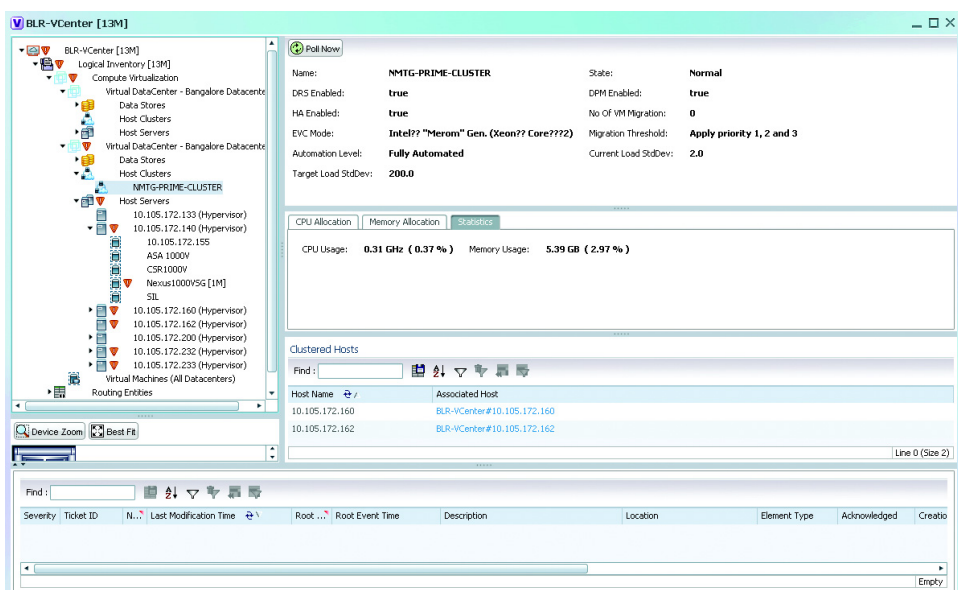 V BLR-VCenter [13M]
BLR-VCenter [13M]
Logical Inventory [13M]
Compute Virtualization
Virtual DataCenter - Bangalore Datacente
Data Stores
Host Clusters
Host Servers
Virtual DataCenter - Bangalore Datacente
Data Stores
Host Clusters
NMTG-PRIME-CLUSTER
Host Servers
10.105.172.133 (Hypervisor)
10.105.172.140 (Hypervisor)
10.105.172.155
ASA 1000V
CSR1000V
Nexus1000VSG [1M]
SIL
10.105.172.160 (Hypervisor)
10.105.172.162 (Hypervisor)
10.105.172.200 (Hypervisor)
10.105.172.232 (Hypervisor)
10.105.172.233 (Hypervisor)
Virtual Machines (All Datacenters)
Routing Entities
Device Zoom Best Fit
Poll Now
Name: NMTG-PRIME-CLUSTER State: Normal
DRS Enabled: true DPM Enabled: true
HA Enabled: true No Of VM Migration: 0
EVC Mode: Intel?? "Merom" Gen. (Xeon?? Core???2) Migration Threshold: Apply priority 1, 2 and 3
Automation Level: Fully Automated Current Load StdDev: 2.0
Target Load StdDev: 200.0
CPU Allocation Memory Allocation Statistics
CPU Usage: 0.31 GHz ( 0.37 % ) Memory Usage: 5.39 GB ( 2.97 % )
Clustered Hosts
Find :
Host Name Associated Host
10.105.172.160 BLR-VCenter#10.105.172.160
10.105.172.162 BLR-VCenter#10.105.172.162
Line 0 (Size 2)
Find :
Severity Ticket ID N... Last Modification Time Root ... Root Event Time Description Location Element Type Acknowledged Creatio
Empty